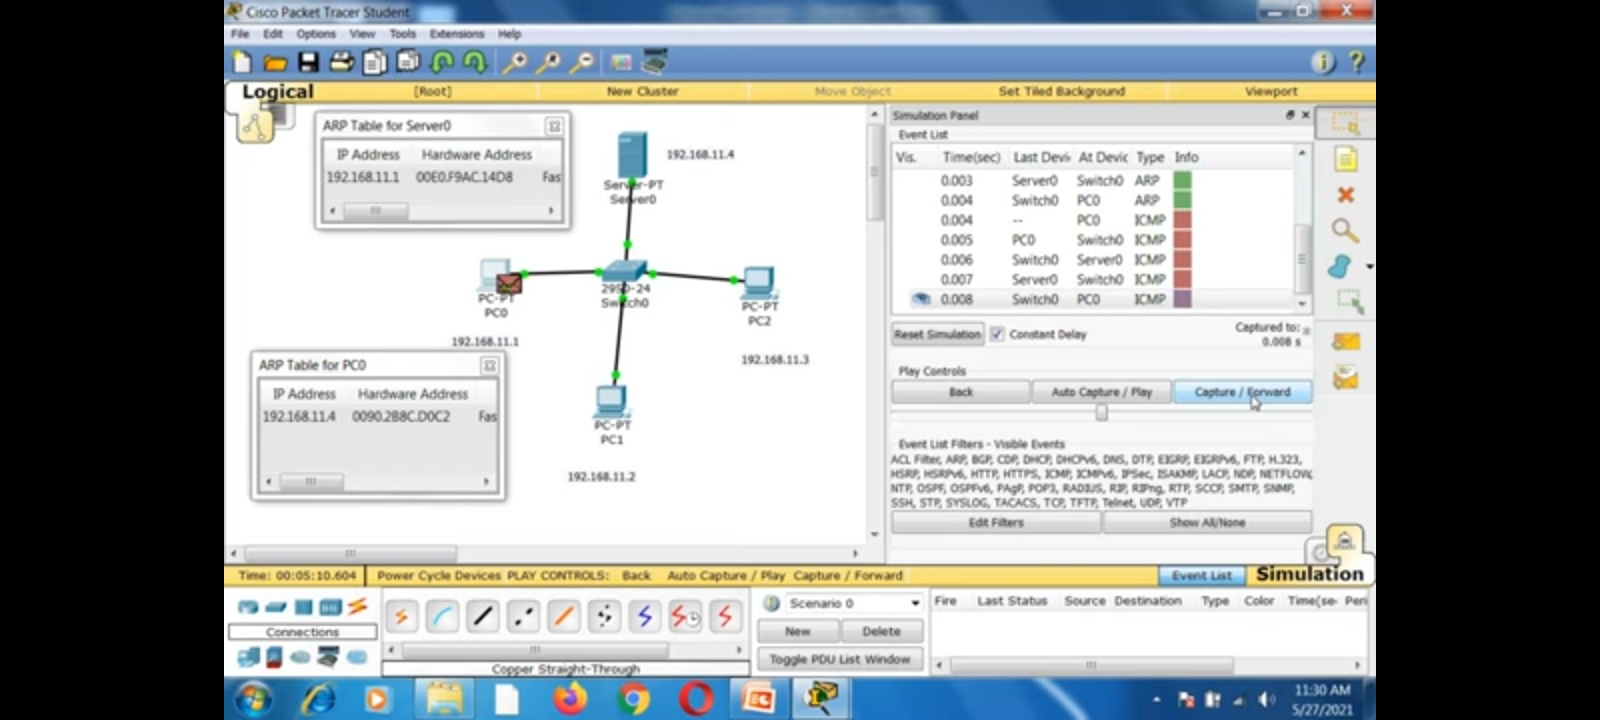 Cisco Packet Tracer Student
File Edit Options View Tools Extensions Help
Logical
[Root]
New Cluster
Move Object
Set Tiled Background
Viewport
ARP Table for Server0
IP Address Hardware Address
192.168.11.1 00E0.F9AC.14D8 Fas
ARP Table for PC0
IP Address Hardware Address
192.168.11.4 0090.2B8C.D0C2 Fas
Server-PT
Server0
192.168.11.4
PC-PT
PC0
192.168.11.1
2950-24
Switch0
PC-PT
PC2
192.168.11.3
PC-PT
PC1
192.168.11.2
Simulation Panel
Event List
Vis. Time(sec) Last Devi At Devic Type Info
0.003 Server0 Switch0 ARP
0.004 Switch0 PC0 ARP
0.004 -- PC0 ICMP
0.005 PC0 Switch0 ICMP
0.006 Switch0 Server0 ICMP
0.007 Server0 Switch0 ICMP
0.008 Switch0 PC0 ICMP
Reset Simulation Constant Delay
Captured to:
0.008 s
Play Controls
Back Auto Capture / Play Capture / Forward
Event List Filters - Visible Events
ACL Filter, ARP, BGP, CDP, DHCP, DHCPv6, DNS, DTP, EIGRP, EIGRPv6, FTP, H.323,
HSRP, HSRPv6, HTTP, HTTPS, ICMP, ICMPv6, IPSec, ISAKMP, LACP, NDP, NETFLOW,
NTP, OSPF, OSPFv6, PAgP, POP3, RADIUS, RIP, RIPng, RTP, SCCP, SMTP, SNMP,
SSH, STP, SYSLOG, TACACS, TCP, TFTP, Telnet, UDP, VTP
Edit Filters Show All/None
Time: 00:05:10.604 Power Cycle Devices PLAY CONTROLS: Back Auto Capture / Play Capture / Forward
Event List
Simulation
Connections
Copper Straight-Through
Scenario 0
New Delete
Toggle PDU List Window
Fire Last Status Source Destination Type Color Time(se Peri
11:30 AM
5/27/2021